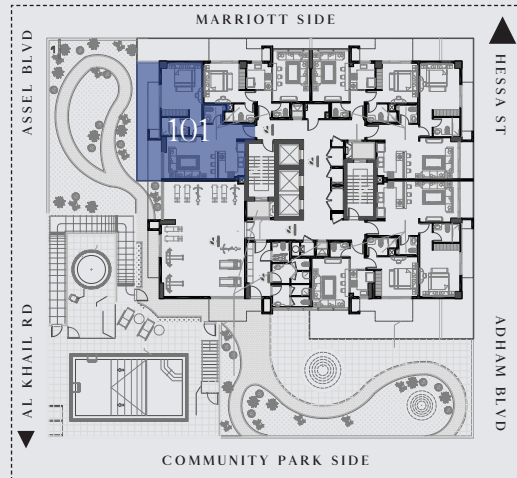 MARRIOTT SIDE
ASSEL BLVD
HESSA ST
101
AL KHAIL RD
ADHAM BLVD
COMMUNITY PARK SIDE